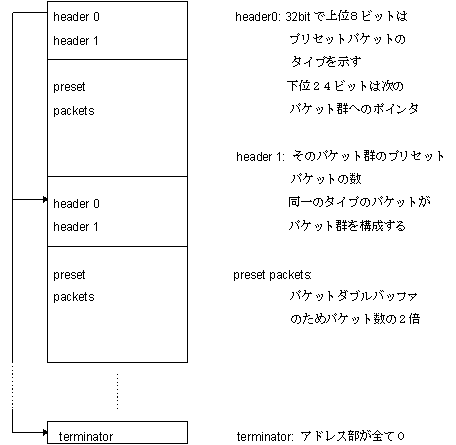 header 0
header 1
preset
packets
header 0
header 1
preset
packets
terminator
header0: 32bit で上位８ビットは
プリセットパケットの
タイプを示す
下位２４ビットは次の
パケット群へのポインタ
header 1: そのパケット群のプリセット
パケットの数
同一のタイプのパケットが
パケット群を構成する
preset packets:
パケットダブルバッファ
のためパケット数の２倍
terminator: アドレス部が全て０